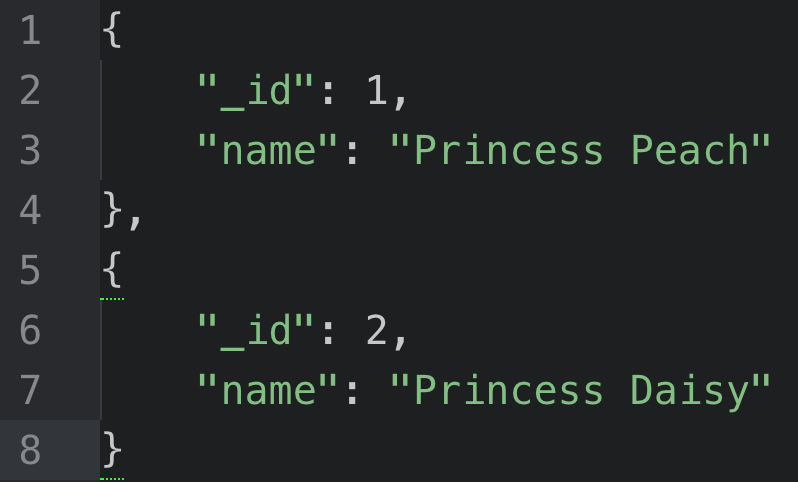 1 {
2     "_id": 1,
3     "name": "Princess Peach"
4 },
5 {
6     "_id": 2,
7     "name": "Princess Daisy"
8 }